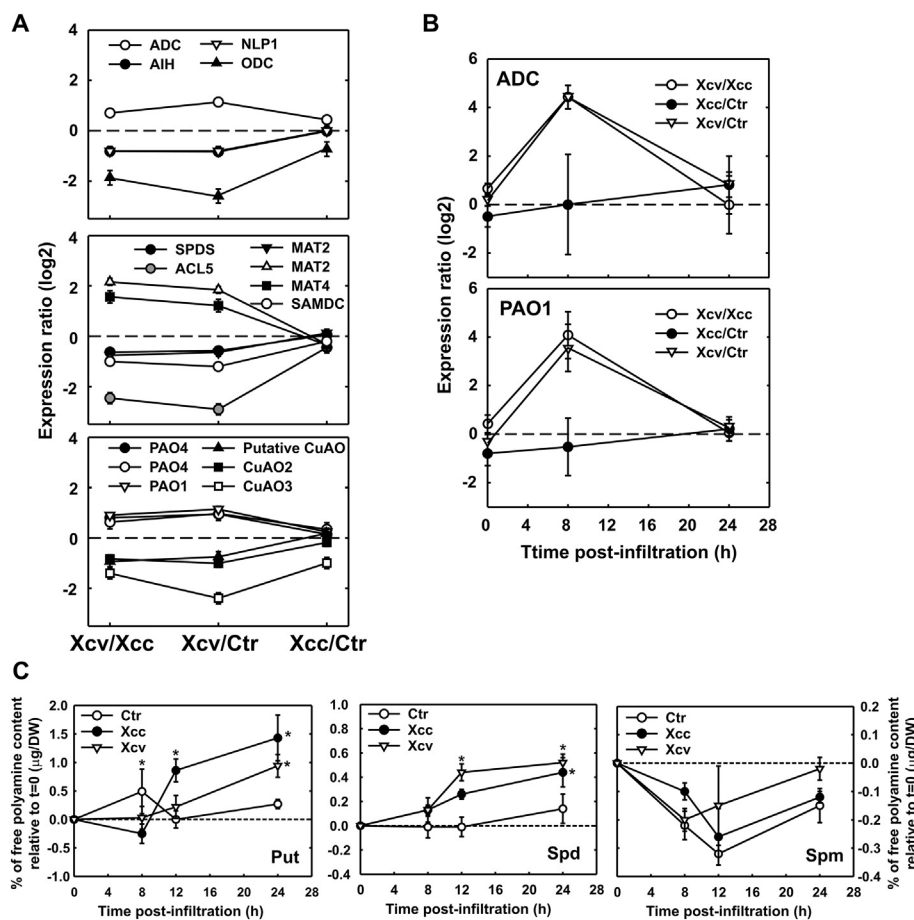 A
ADC
NLP1
AIH
ODC
4
2
0
-2
SPDS
MAT2
ACL5
MAT2
MAT4
SAMDC
4
2
0
-2
PAO4
Putative CuAO
PAO4
CuAO2
PAO1
CuAO3
4
2
0
-2
Expression ratio (log2)
Xcv/Xcc
Xcv/Ctr
Xcc/Ctr
B
ADC
Xcv/Xcc
Xcc/Ctr
Xcv/Ctr
6
4
2
0
-2
PAO1
Xcv/Xcc
Xcc/Ctr
Xcv/Ctr
6
4
2
0
-2
Expression ratio (log2)
0 4 8 12 16 20 24 28
Ttime post-infiltration (h)
C
% of free polyamine content
relative to t=0 (µg/DW)
2.0
1.5
1.0
0.5
0.0
-0.5
-1.0
Ctr
Xcc
Xcv
*
*
*
*
Put
0 4 8 12 16 20 24 28
Time post-infiltration (h)
1.0
0.8
0.6
0.4
0.2
0.0
-0.2
-0.4
Ctr
Xcc
Xcv
*
*
*
Spd
0 4 8 12 16 20 24 28
Time post-infiltration (h)
Ctr
Xcc
Xcv
Spm
0 4 8 12 16 20 24 28
Time post-infiltration (h)
0.2
0.1
0.0
-0.1
-0.2
-0.3
-0.4
% of free polyamine content
relative to t=0 (µg/DW)